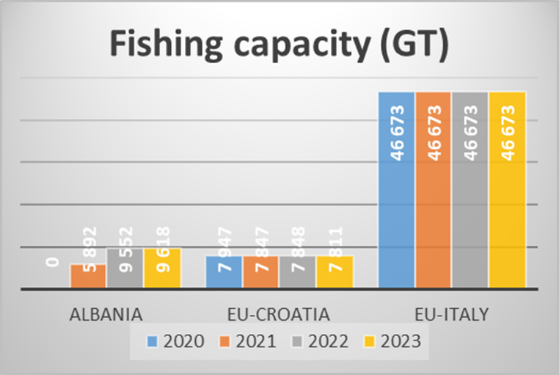 Fishing capacity (GT)
0 5 892 9 552 9 618 7 947 7 847 7 848 7 811 46 673 46 673 46 673 46 673
ALBANIA EU-CROATIA EU-ITALY
2020 2021 2022 2023